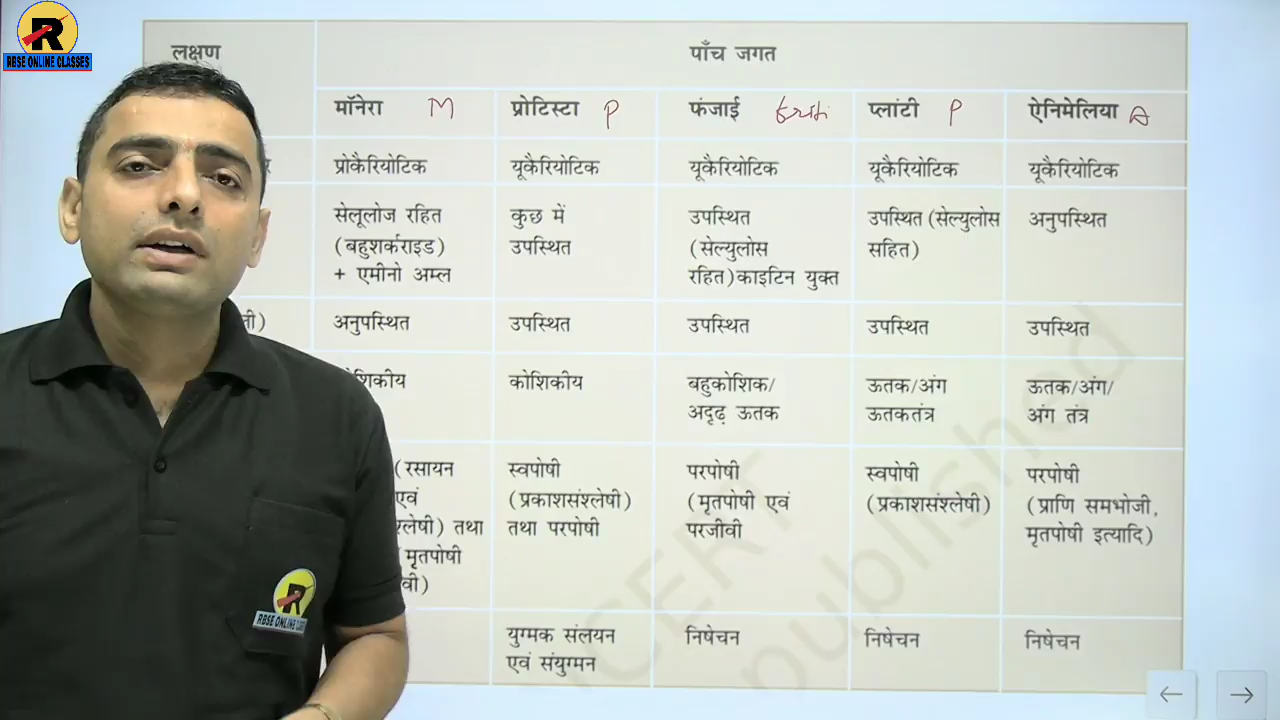 R
RBSE ONLINE CLASSES
लक्षण
पाँच जगत
मॉनेरा M
प्रोटिस्टा P
फंजाई
प्लांटी P
ऐनिमेलिया A
प्रोकैरियोटिक
यूकैरियोटिक
यूकैरियोटिक
यूकैरियोटिक
यूकैरियोटिक
सेलूलोज रहित
(बहुशर्कराइड)
+ एमीनो अम्ल
कुछ में
उपस्थित
उपस्थित
(सेल्युलोस
रहित)काइटिन युक्त
उपस्थित (सेल्युलोस
सहित)
अनुपस्थित
अनुपस्थित
उपस्थित
उपस्थित
उपस्थित
उपस्थित
कोशिकीय
बहुकोशिक/
अदृढ़ ऊतक
ऊतक/अंग
ऊतकतंत्र
ऊतक/अंग/
अंग तंत्र
(रसायन
एवं
श्लेषी) तथा
(मृतपोषी
वी)
स्वपोषी
(प्रकाशसंश्लेषी)
तथा परपोषी
परपोषी
(मृतपोषी एवं
परजीवी
स्वपोषी
(प्रकाशसंश्लेषी)
परपोषी
(प्राणि समभोजी,
मृतपोषी इत्यादि)
युग्मक संलयन
एवं संयुग्मन
निषेचन
निषेचन
निषेचन
NCERT
published
R
RBSE ONLINE CLASSES